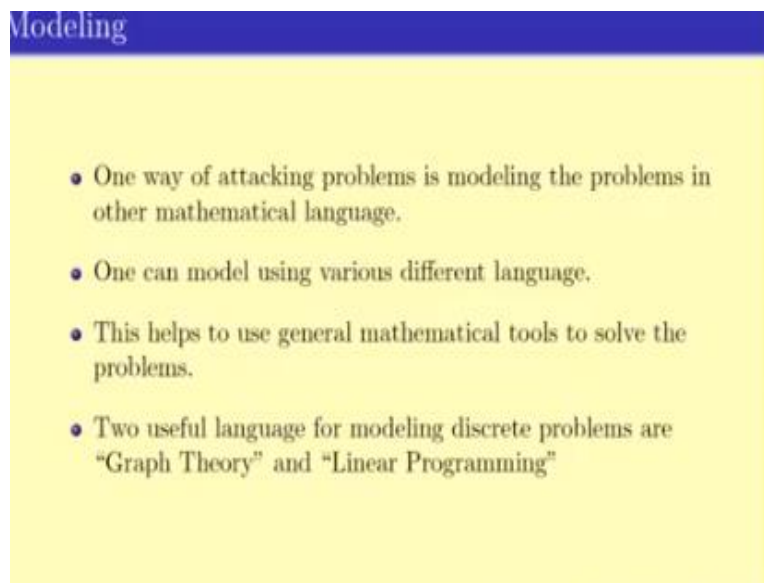 Modeling
• One way of attacking problems is modeling the problems in
other mathematical language.
• One can model using various different language.
• This helps to use general mathematical tools to solve the
problems.
• Two useful language for modeling discrete problems are
“Graph Theory” and “Linear Programming”